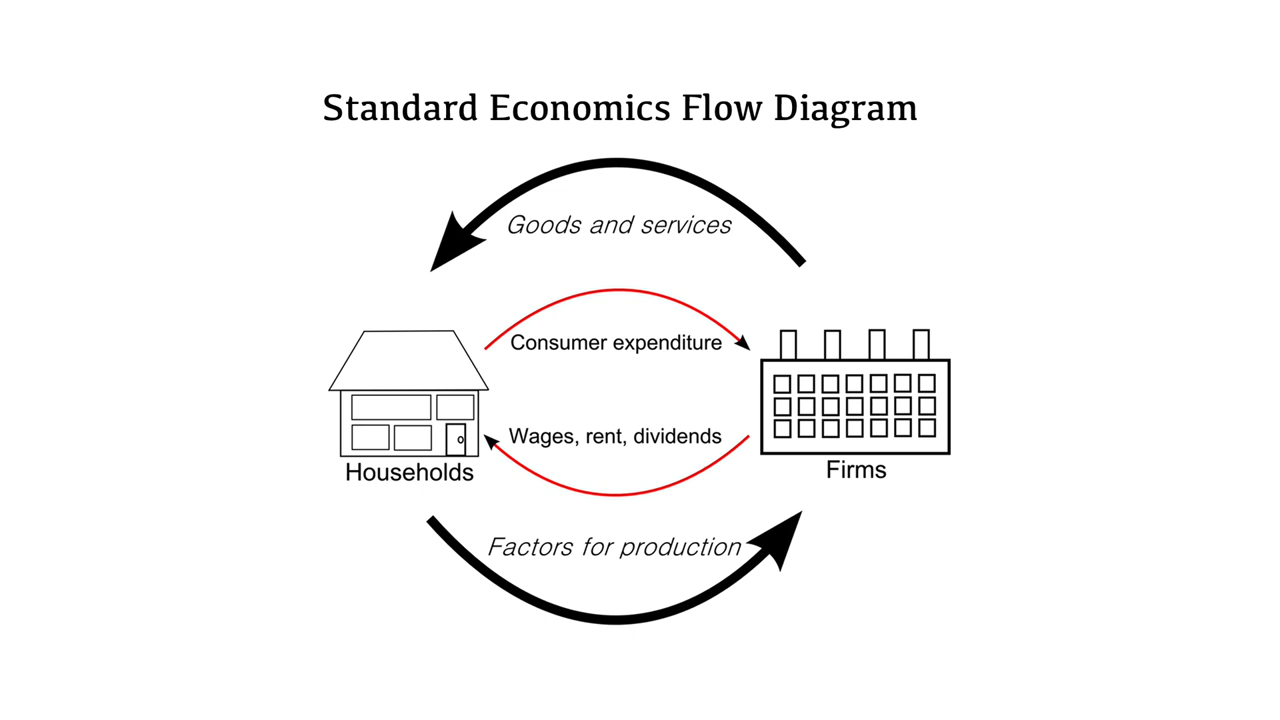 Standard Economics Flow Diagram
Goods and services
Consumer expenditure
Wages, rent, dividends
Households
Firms
Factors for production